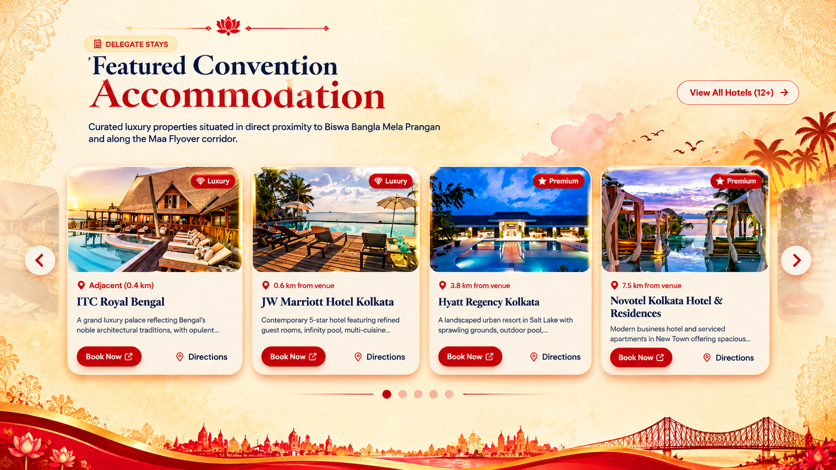 DELEGATE STAYS
'Featured Convention
Accommodation
View All Hotels (12+)
Curated luxury properties situated in direct proximity to Biswa Bangla Mela Prangan
and along the Maa Flyover corridor.
Luxury
Adjacent (0.4 km)
ITC Royal Bengal
A grand luxury palace reflecting Bengal's
noble architectural traditions, with opulent...
Book Now
Directions
Luxury
0.6 km from venue
JW Marriott Hotel Kolkata
Contemporary 5-star hotel featuring refined
guest rooms, infinity pool, multi-cuisine...
Book Now
Directions
Premium
3.8 km from venue
Hyatt Regency Kolkata
A landscaped urban resort in Salt Lake with
sprawling grounds, outdoor pool,...
Book Now
Directions
Premium
7.5 km from venue
Novotel Kolkata Hotel &
Residences
Modern business hotel and serviced
apartments in New Town offering spacious...
Book Now
Directions